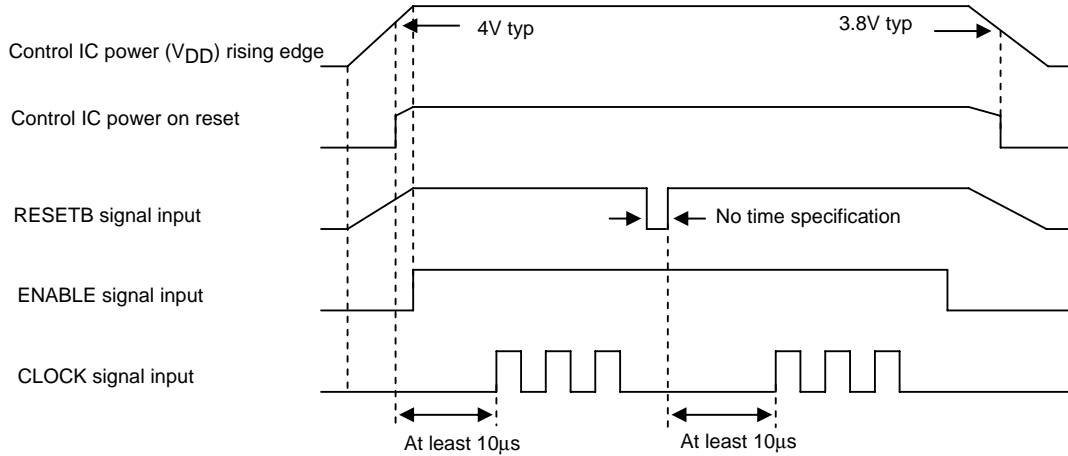 4V typ
3.8V typ
Control IC power (VDD) rising edge
Control IC power on reset
RESETB signal input
No time specification
ENABLE signal input
CLOCK signal input
At least 10μs
At least 10μs